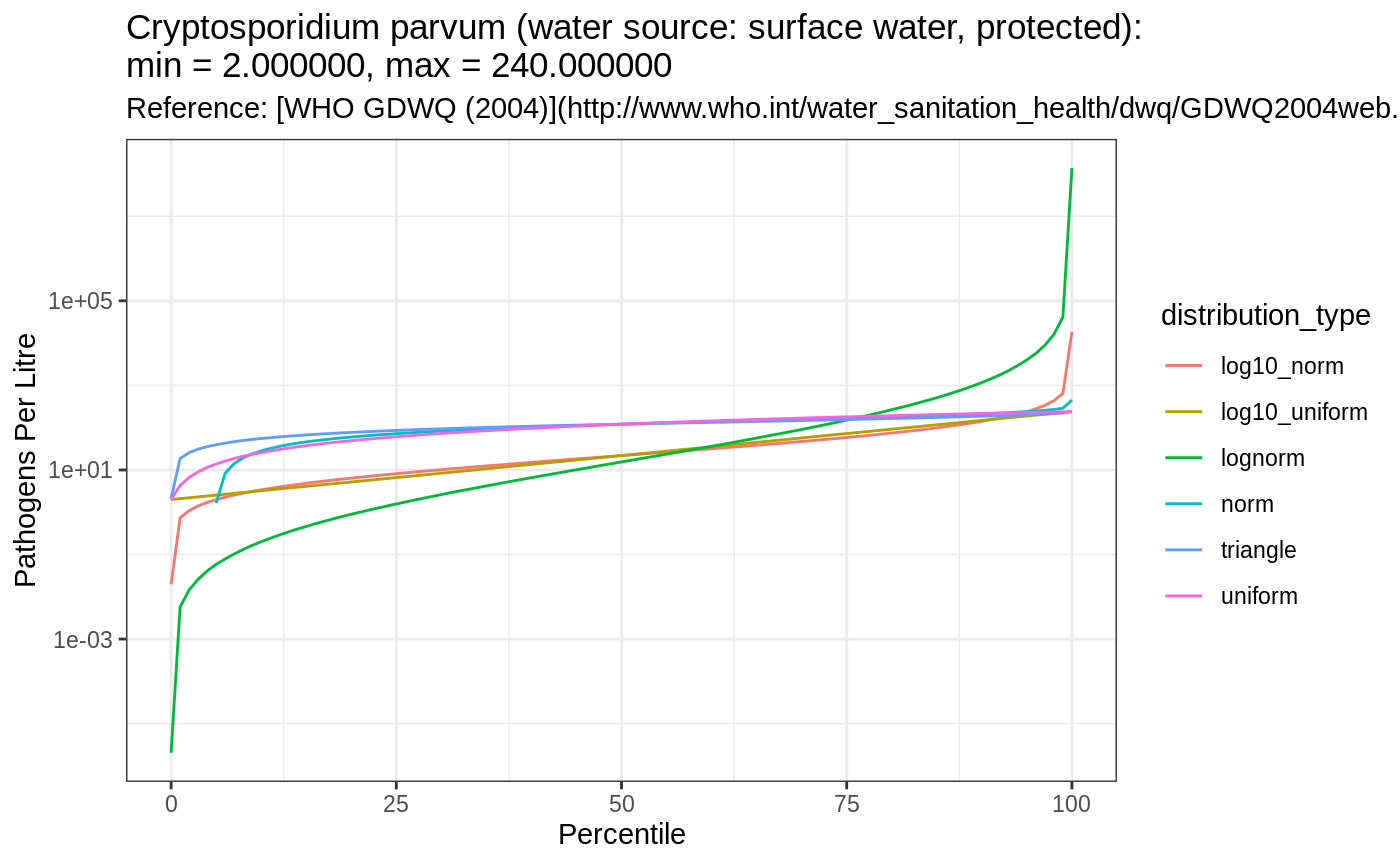 Cryptosporidium parvum (water source: surface water, protected):
min = 2.000000, max = 240.000000
Reference: [WHO GDWQ (2004)](http://www.who.int/water_sanitation_health/dwq/GDWQ2004web.
Pathogens Per Litre
1e+05
1e+01
1e-03
0 25 50 75 100
Percentile
distribution_type
log10_norm
log10_uniform
lognorm
norm
triangle
uniform